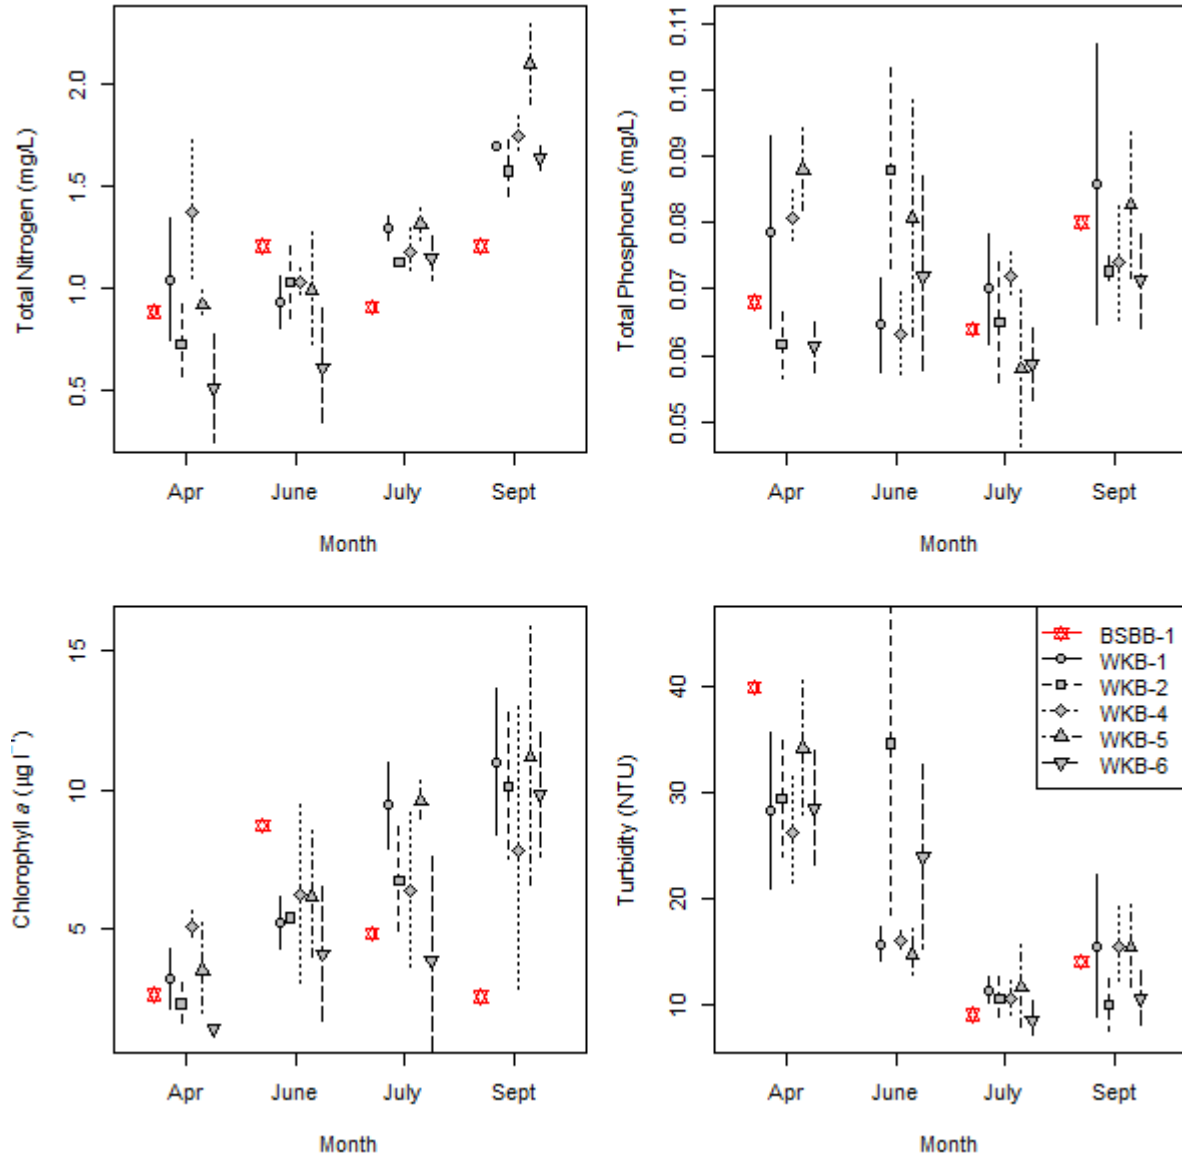 Total Nitrogen (mg/L)
2.0
1.5
1.0
0.5
Apr June July Sept
Month
Total Phosphorus (mg/L)
0.11
0.10
0.09
0.08
0.07
0.06
0.05
Apr June July Sept
Month
Chlorophyll a (µg l⁻¹)
15
10
5
Apr June July Sept
Month
Turbidity (NTU)
40
30
20
10
Apr June July Sept
Month
BSBB-1
WKB-1
WKB-2
WKB-4
WKB-5
WKB-6